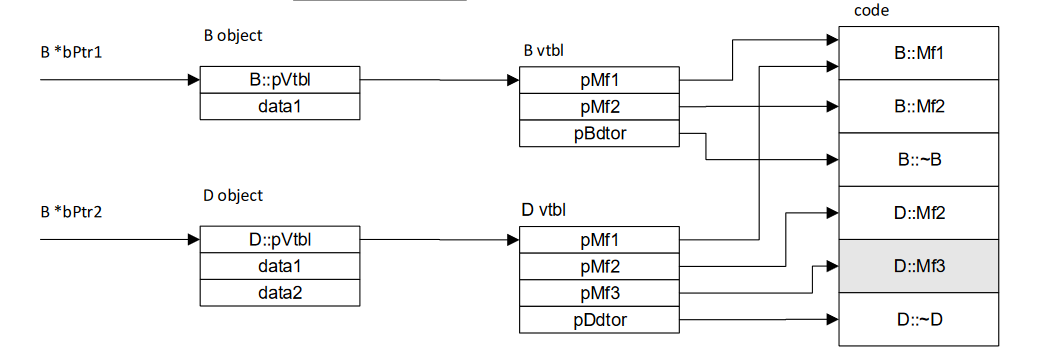 code
B object
B *bPtr1
B vtbl
B::pVtbl
data1
pMf1
pMf2
pBdtor
B::Mf1
B::Mf2
B::~B
D object
B *bPtr2
D vtbl
D::pVtbl
data1
data2
pMf1
pMf2
pMf3
pDdtor
D::Mf2
D::Mf3
D::~D